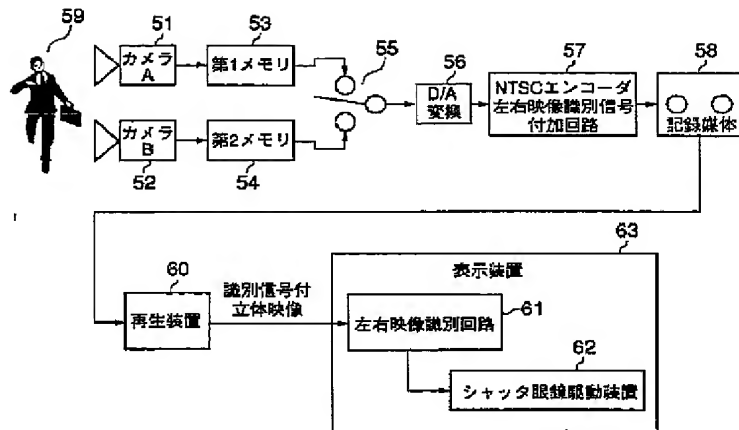 59
51
カメラ
A
53
第1メモリ
55
56
D/A
変換
57
NTSCエンコーダ
左右映像識別信号
付加回路
58
記録媒体
カメラ
B
52
第2メモリ
54
63
表示装置
60
再生装置
識別信号付
立体映像
61
左右映像識別回路
62
シャッタ眼鏡駆動装置